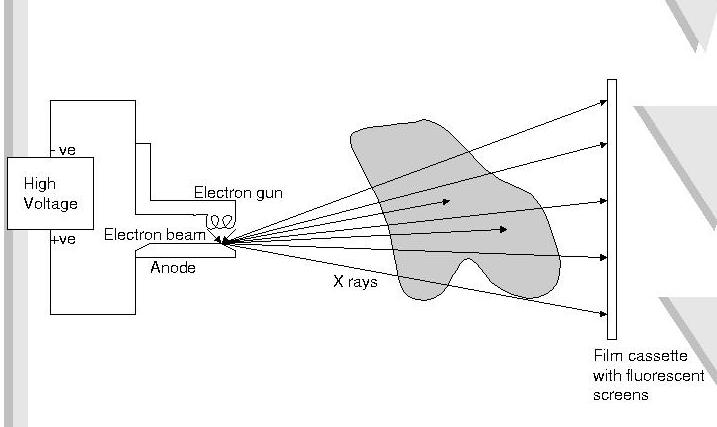 - ve
High
Voltage
+ve
Electron gun
Electron beam
Anode
X rays
Film cassette
with fluorescent
screens